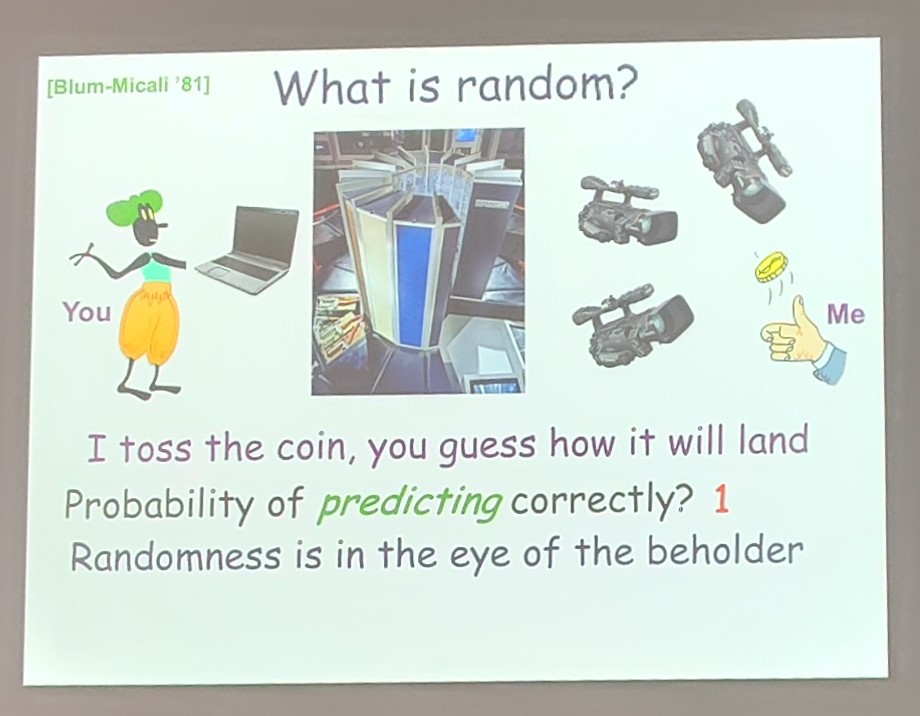 [Blum-Micali '81]
What is random?
You
Me
I toss the coin, you guess how it will land
Probability of predicting correctly? 1
Randomness is in the eye of the beholder